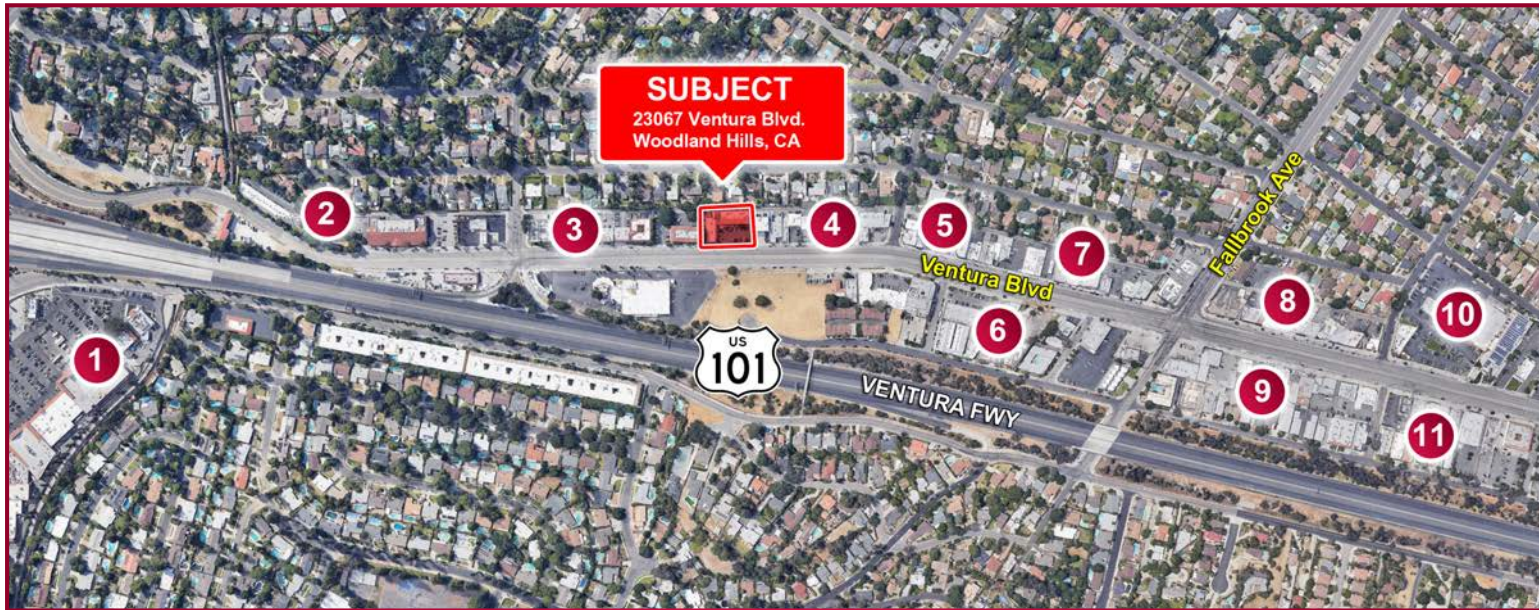 SUBJECT
23067 Ventura Blvd.
Woodland Hills, CA
2
3
4
5
7
Fallbrook Ave
Ventura Blvd
1
6
8
10
US
101
VENTURA FWY
9
11